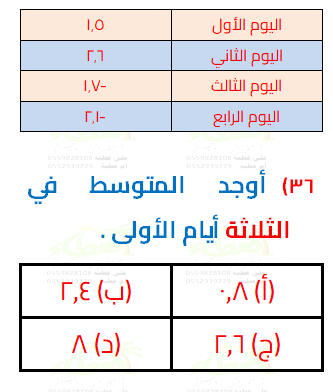 اليوم الأول ١,٥
اليوم الثاني ٢,٦
اليوم الثالث -١,٧
اليوم الرابع -٢,١
٣٦) أوجد المتوسط في
الثلاثة أيام الأولى .
(أ) ٠,٨ (ب) ٢,٤
(ج) ٢,٦ (د) ٨